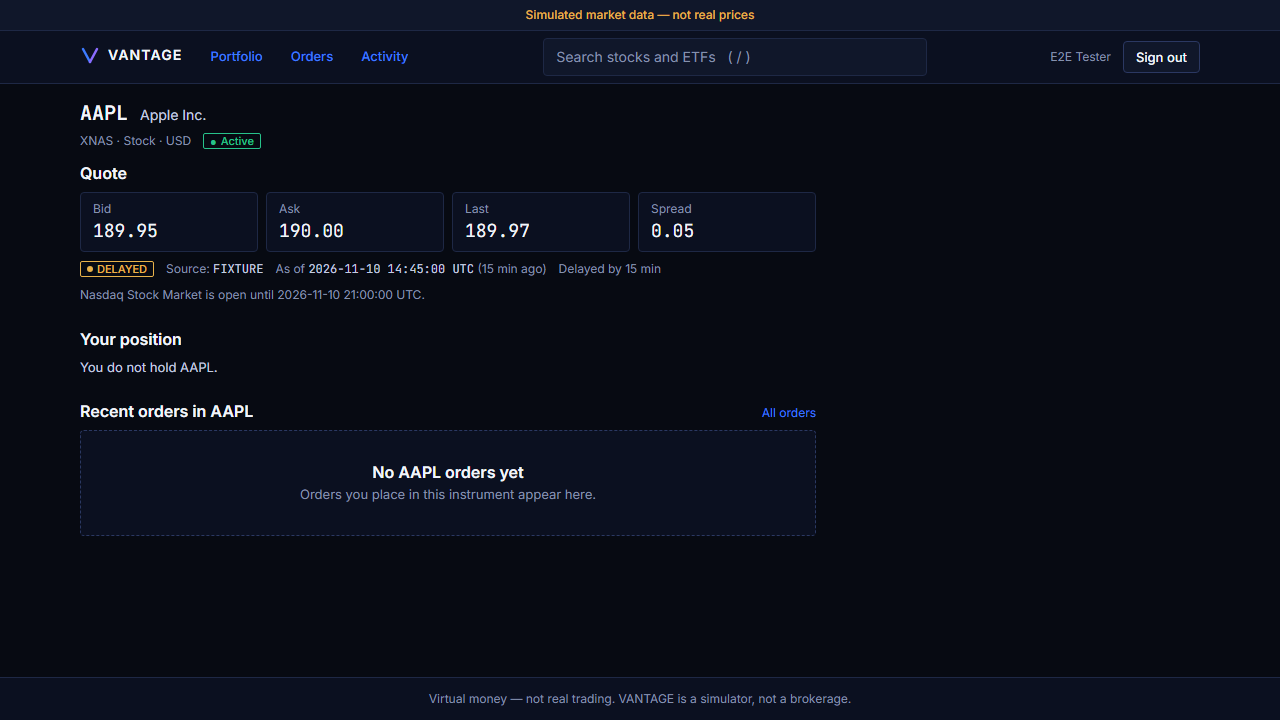 Simulated market data — not real prices
VANTAGE Portfolio Orders Activity Search stocks and ETFs ( / ) E2E Tester Sign out
AAPL Apple Inc.
XNAS · Stock · USD Active
Quote
Bid Ask Last Spread
189.95 190.00 189.97 0.05
DELAYED Source: FIXTURE As of 2026-11-10 14:45:00 UTC (15 min ago) Delayed by 15 min
Nasdaq Stock Market is open until 2026-11-10 21:00:00 UTC.
Your position
You do not hold AAPL.
Recent orders in AAPL All orders
No AAPL orders yet
Orders you place in this instrument appear here.
Virtual money — not real trading. VANTAGE is a simulator, not a brokerage.